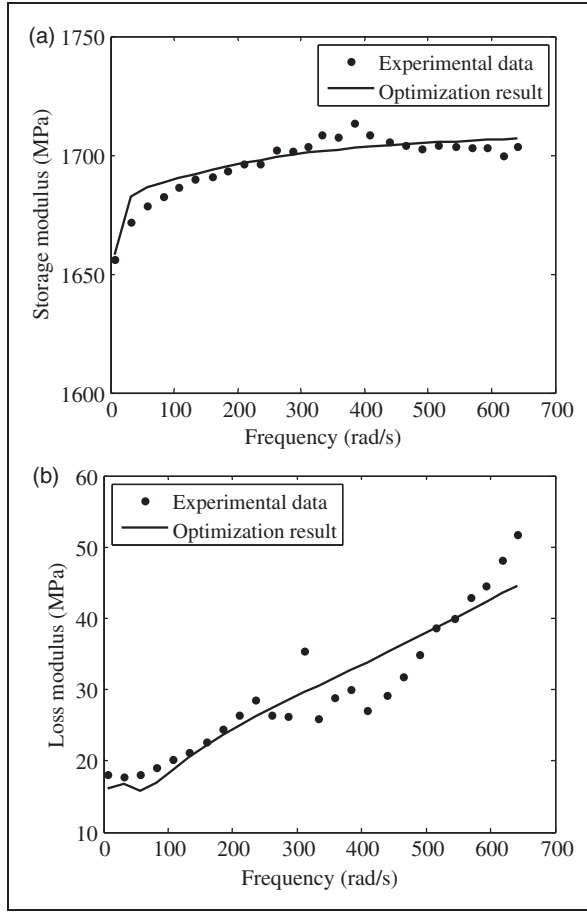 (a)
1750
1700
1650
1600
Storage modulus (MPa)
Experimental data
Optimization result
0 100 200 300 400 500 600 700
Frequency (rad/s)
(b)
60
50
40
30
20
10
Loss modulus (MPa)
Experimental data
Optimization result
0 100 200 300 400 500 600 700
Frequency (rad/s)